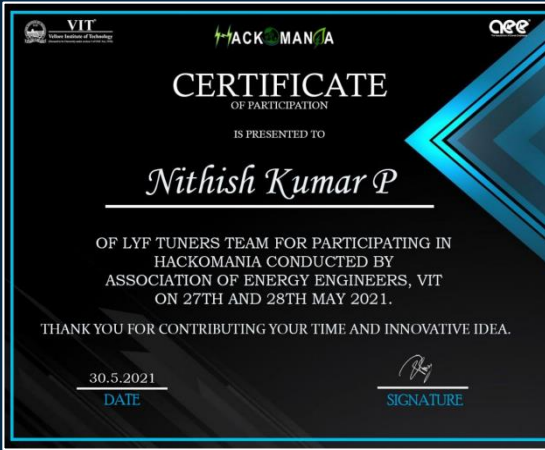 VIT
Vellore Institute of Technology
HACKOMANIA
aee
CERTIFICATE
OF PARTICIPATION
IS PRESENTED TO
Nithish Kumar P
OF LYF TUNERS TEAM FOR PARTICIPATING IN
HACKOMANIA CONDUCTED BY
ASSOCIATION OF ENERGY ENGINEERS, VIT
ON 27TH AND 28TH MAY 2021.
THANK YOU FOR CONTRIBUTING YOUR TIME AND INNOVATIVE IDEA.
30.5.2021
DATE
SIGNATURE